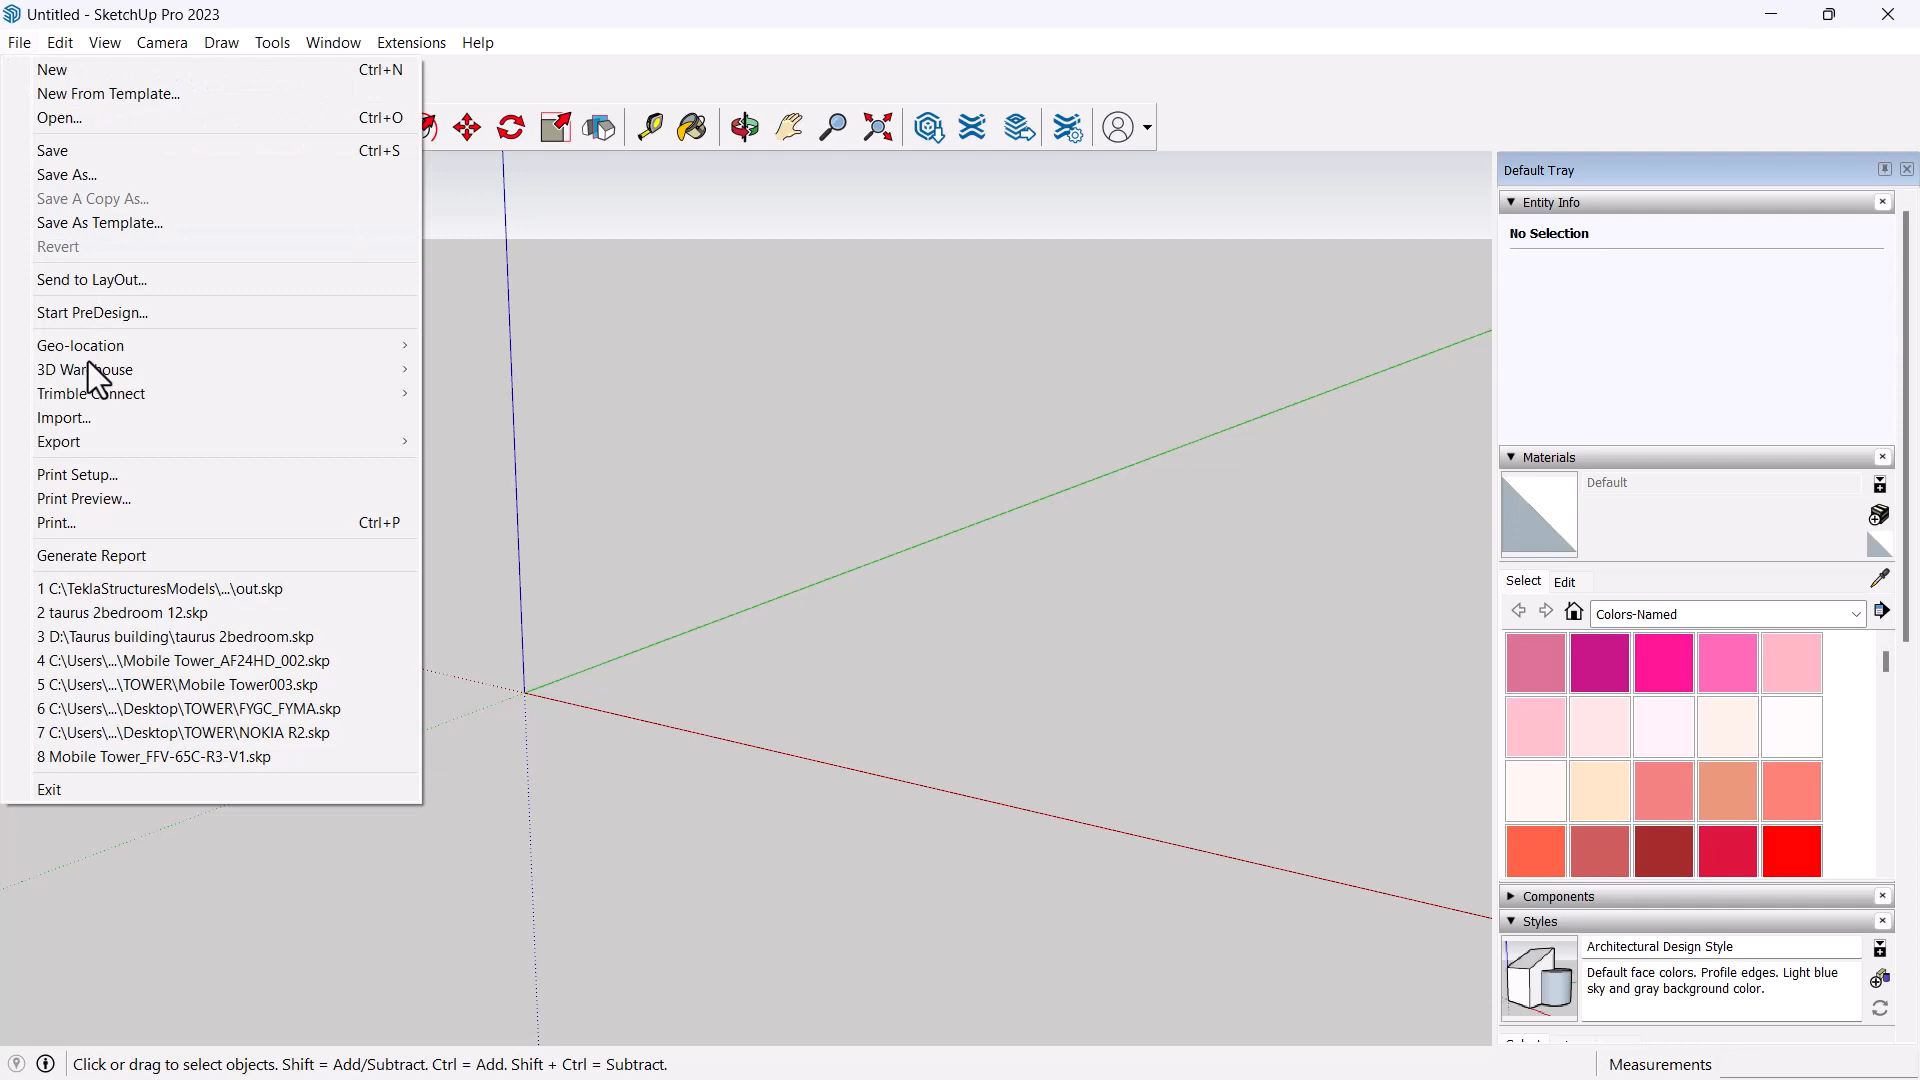 Untitled - SketchUp Pro 2023
File Edit View Camera Draw Tools Window Extensions Help
New Ctrl+N
New From Template...
Open... Ctrl+O
Save Ctrl+S
Save As...
Save A Copy As...
Save As Template...
Revert
Send to LayOut...
Start PreDesign...
Geo-location
3D Warehouse
Trimble Connect
Import...
Export
Print Setup...
Print Preview...
Print... Ctrl+P
Generate Report
1 C:\TeklaStructuresModels\...\out.skp
2 taurus 2bedroom 12.skp
3 D:\Taurus building\taurus 2bedroom.skp
4 C:\Users\...\Mobile Tower_AF24HD_002.skp
5 C:\Users\...\TOWER\Mobile Tower003.skp
6 C:\Users\...\Desktop\TOWER\FYGC_FYMA.skp
7 C:\Users\...\Desktop\TOWER\NOKIA R2.skp
8 Mobile Tower_FFV-65C-R3-V1.skp
Exit
Default Tray
Entity Info
No Selection
Materials
Default
Select Edit
Colors-Named
Components
Styles
Architectural Design Style
Default face colors. Profile edges. Light blue
sky and gray background color.
Click or drag to select objects. Shift = Add/Subtract. Ctrl = Add. Shift + Ctrl = Subtract.
Measurements